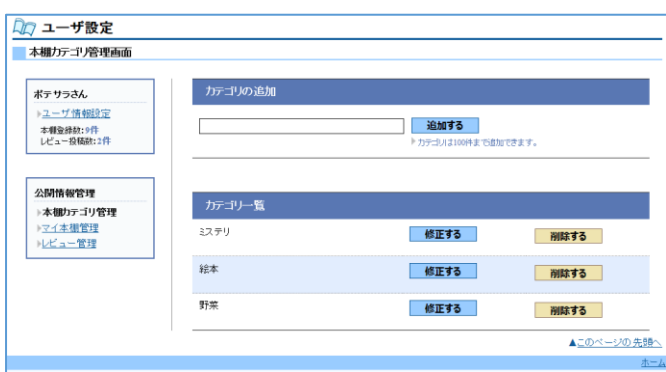 ユーザ設定
本棚カテゴリ管理画面
ポテサラさん
ユーザ情報設定
本棚登録数:9件
レビュー投稿数:2件
公開情報管理
本棚カテゴリ管理
マイ本棚管理
レビュー管理
カテゴリの追加
追加する
カテゴリは100件まで追加できます。
カテゴリ一覧
ミステリ 修正する 削除する
絵本 修正する 削除する
野菜 修正する 削除する
▲このページの先頭へ
ホーム